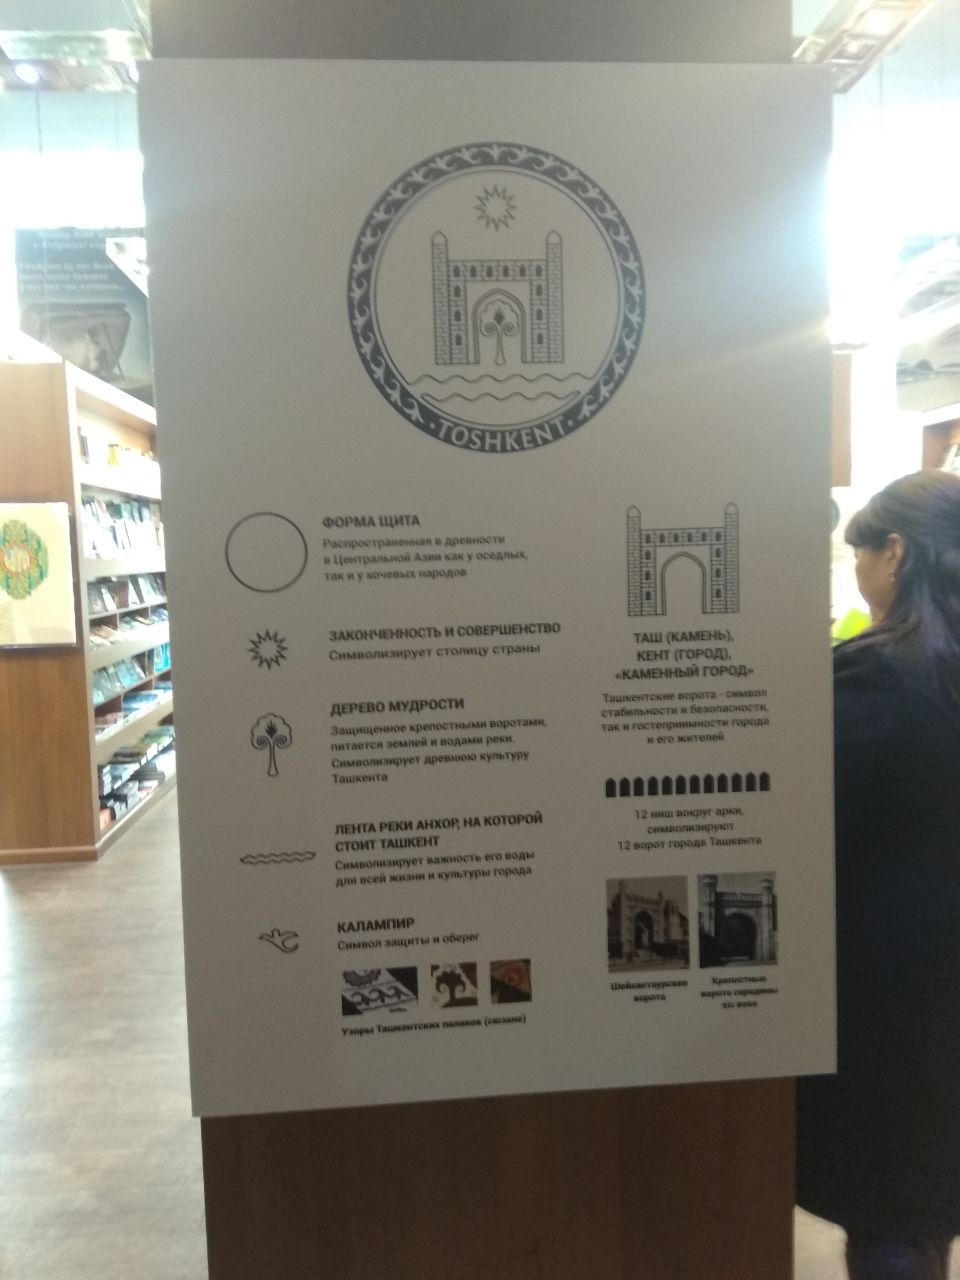 TOSHKENT
ФОРМА ЩИТА
Распространенная в древности
в Центральной Азии как у оседлых,
так и у кочевых народов
ЗАКОНЧЕННОСТЬ И СОВЕРШЕНСТВО
Символизирует столицу страны
ДЕРЕВО МУДРОСТИ
Защищенное крепостными воротами,
питается землей и водами реки.
Символизирует древнюю культуру
Ташкента
ЛЕНТА РЕКИ АНХОР, НА КОТОРОЙ
СТОИТ ТАШКЕНТ
Символизирует важность его воды
для всей жизни и культуры города
КАЛАМПИР
Символ защиты и оберег
Узоры Ташкентских палаков (сюзане)
ТАШ (КАМЕНЬ),
КЕНТ (ГОРОД),
«КАМЕННЫЙ ГОРОД»
Ташкентские ворота - символ
стабильности и безопасности,
так и гостеприимности города
и его жителей
12 ниш вокруг арки,
символизируют
12 ворот города Ташкента
Шейхантаурские
ворота
Крепостные
ворота середины
XIX века